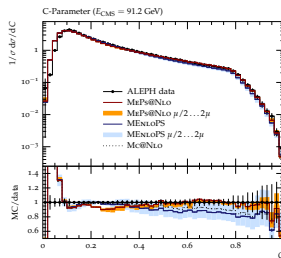 C-Parameter (E_CMS = 91.2 GeV)
1/σ dσ/dC
1
10⁻¹
10⁻²
10⁻³
ALEPH data
MEPS@NLO
MEPS@NLO μ/2 . . . 2μ
MENLOPS
MENLOPS μ/2 . . . 2μ
MC@NLO
MC/data
1.4
1.2
1
0.8
0.6
0 0.2 0.4 0.6 0.8 1
C